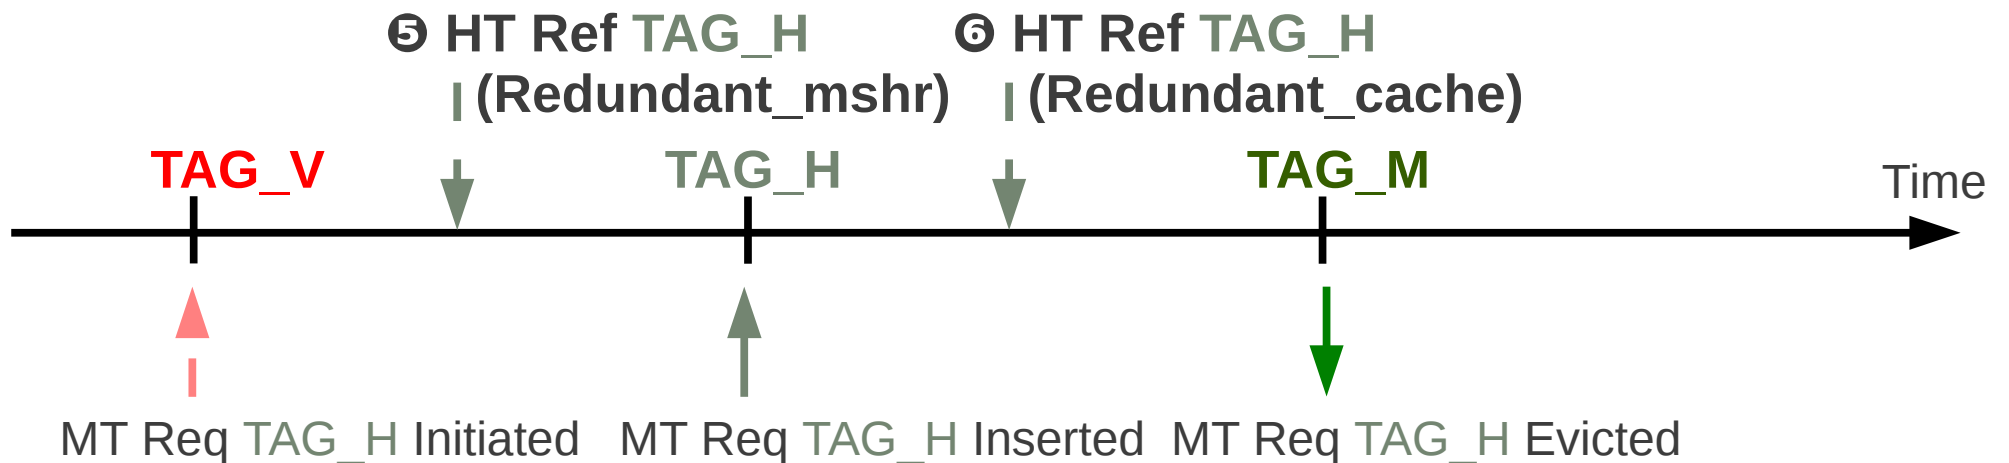 ❺ HT Ref TAG_H
(Redundant_mshr)
❻ HT Ref TAG_H
(Redundant_cache)
TAG_V
TAG_H
TAG_M
Time
MT Req TAG_H Initiated
MT Req TAG_H Inserted
MT Req TAG_H Evicted